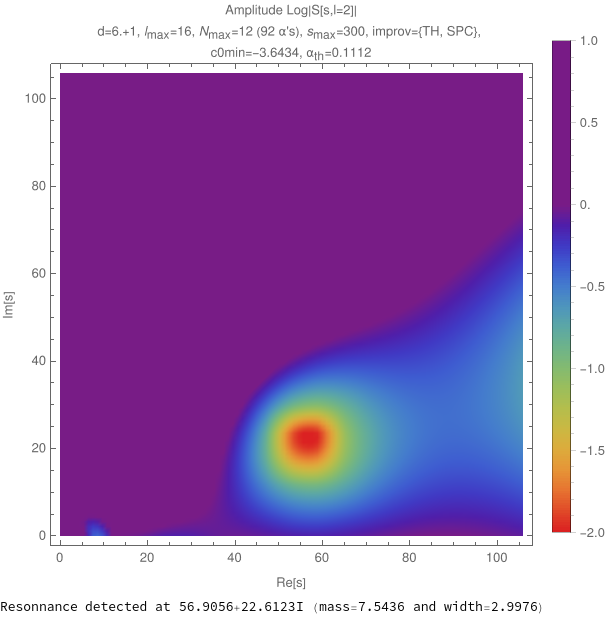 Amplitude Log|S[s,l=2]|
d=6.+1, lmax=16, Nmax=12 (92 α's), smax=300, improv={TH, SPC},
c0min=−3.6434, αth=0.1112
1.0
0.5
0.
−0.5
−1.0
−1.5
−2.0
100
80
60
40
20
0
Im[s]
0 20 40 60 80 100
Re[s]
Resonnance detected at 56.9056+22.6123I (mass=7.5436 and width=2.9976)